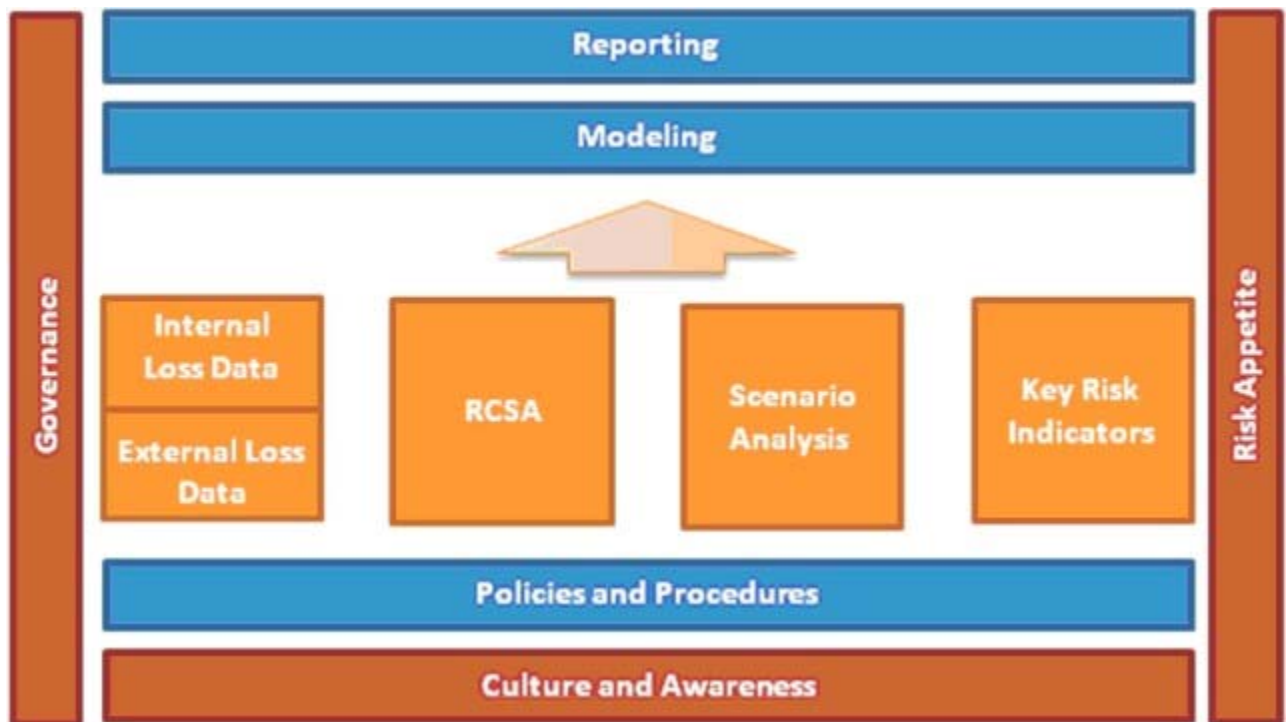 Reporting
Modeling
Governance
Internal
Loss Data
External Loss
Data
RCSA
Scenario
Analysis
Key Risk
Indicators
Risk Appetite
Policies and Procedures
Culture and Awareness